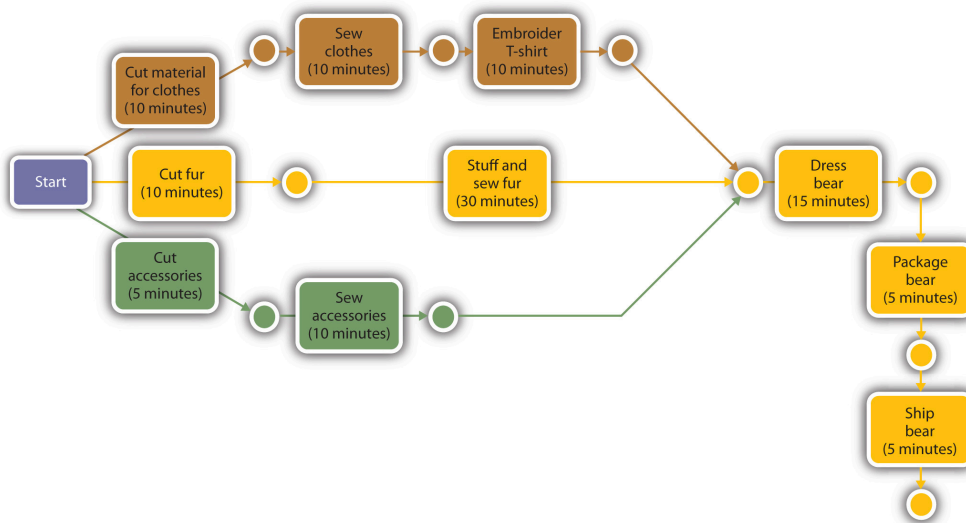 Sew
clothes
(10 minutes)
Embroider
T-shirt
(10 minutes)
Cut material
for clothes
(10 minutes)
Start
Cut fur
(10 minutes)
Stuff and
sew fur
(30 minutes)
Dress
bear
(15 minutes)
Cut
accessories
(5 minutes)
Sew
accessories
(10 minutes)
Package
bear
(5 minutes)
Ship
bear
(5 minutes)